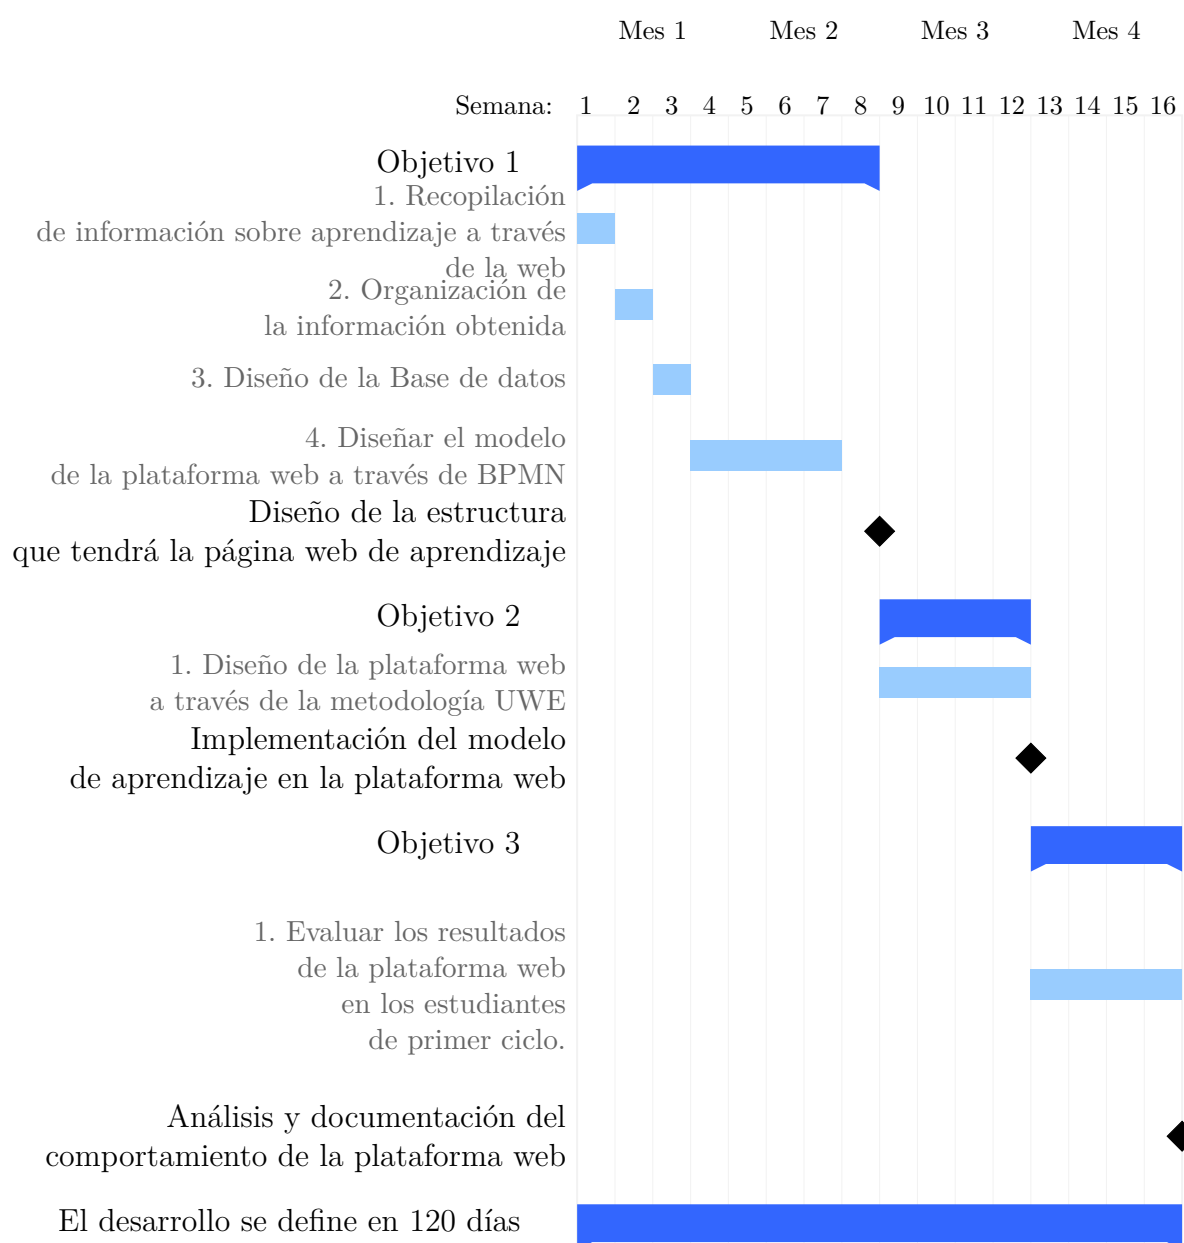 Mes 1 Mes 2 Mes 3 Mes 4
Semana: 1 2 3 4 5 6 7 8 9 10 11 12 13 14 15 16
Objetivo 1
1. Recopilación
de información sobre aprendizaje a través
de la web
2. Organización de
la información obtenida
3. Diseño de la Base de datos
4. Diseñar el modelo
de la plataforma web a través de BPMN
Diseño de la estructura
que tendrá la página web de aprendizaje
Objetivo 2
1. Diseño de la plataforma web
a través de la metodología UWE
Implementación del modelo
de aprendizaje en la plataforma web
Objetivo 3
1. Evaluar los resultados
de la plataforma web
en los estudiantes
de primer ciclo.
Análisis y documentación del
comportamiento de la plataforma web
El desarrollo se define en 120 días